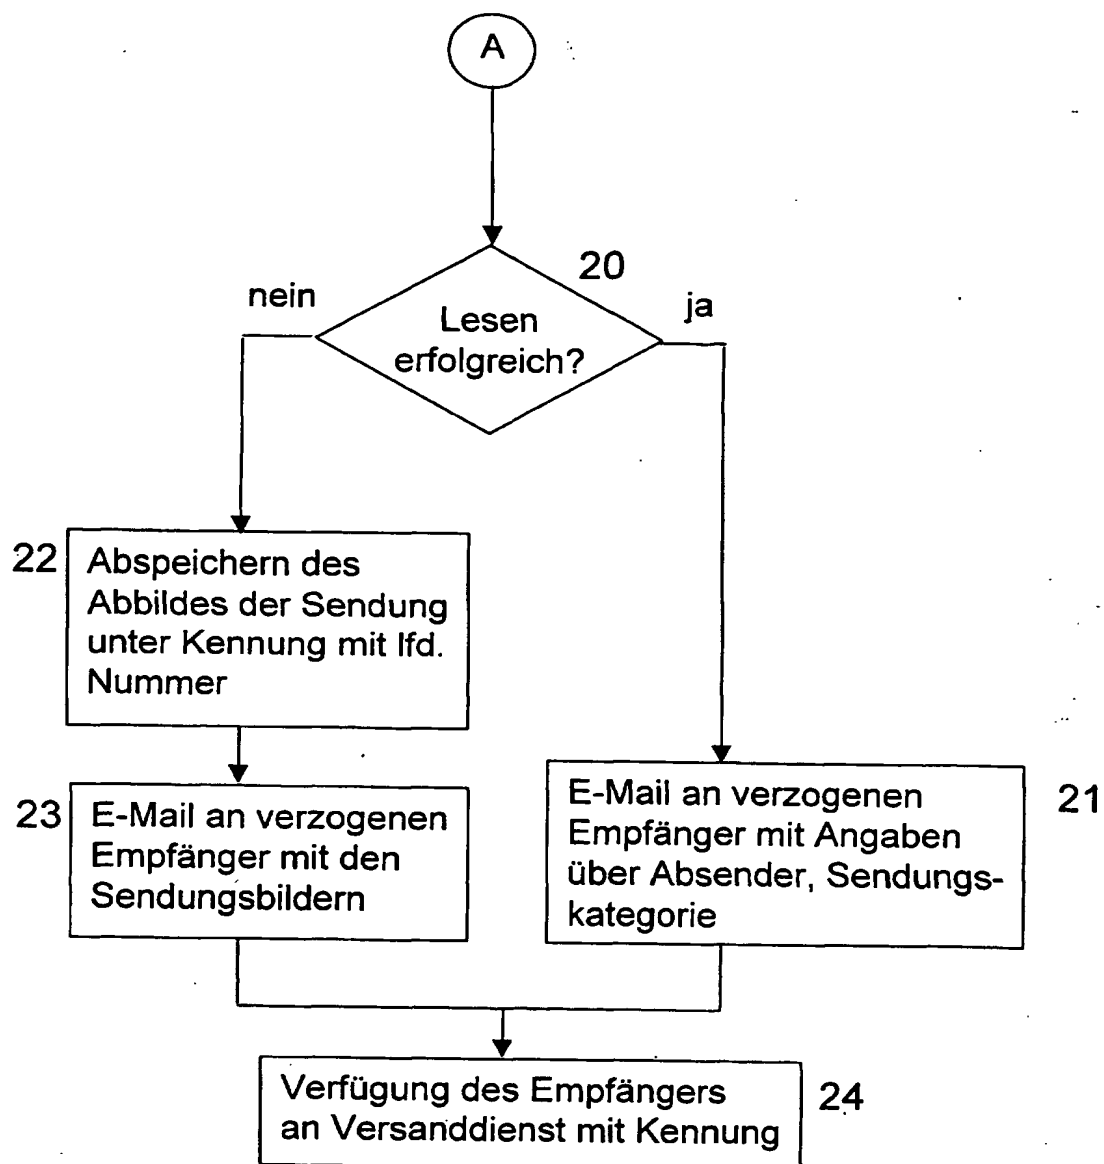 A
20
nein
ja
Lesen
erfolgreich?
22
Abspeichern des
Abbildes der Sendung
unter Kennung mit lfd.
Nummer
23
E-Mail an verzogenen
Empfänger mit den
Sendungsbildern
E-Mail an verzogenen
Empfänger mit Angaben
über Absender, Sendungs-
kategorie
21
Verfügung des Empfängers
an Versanddienst mit Kennung
24